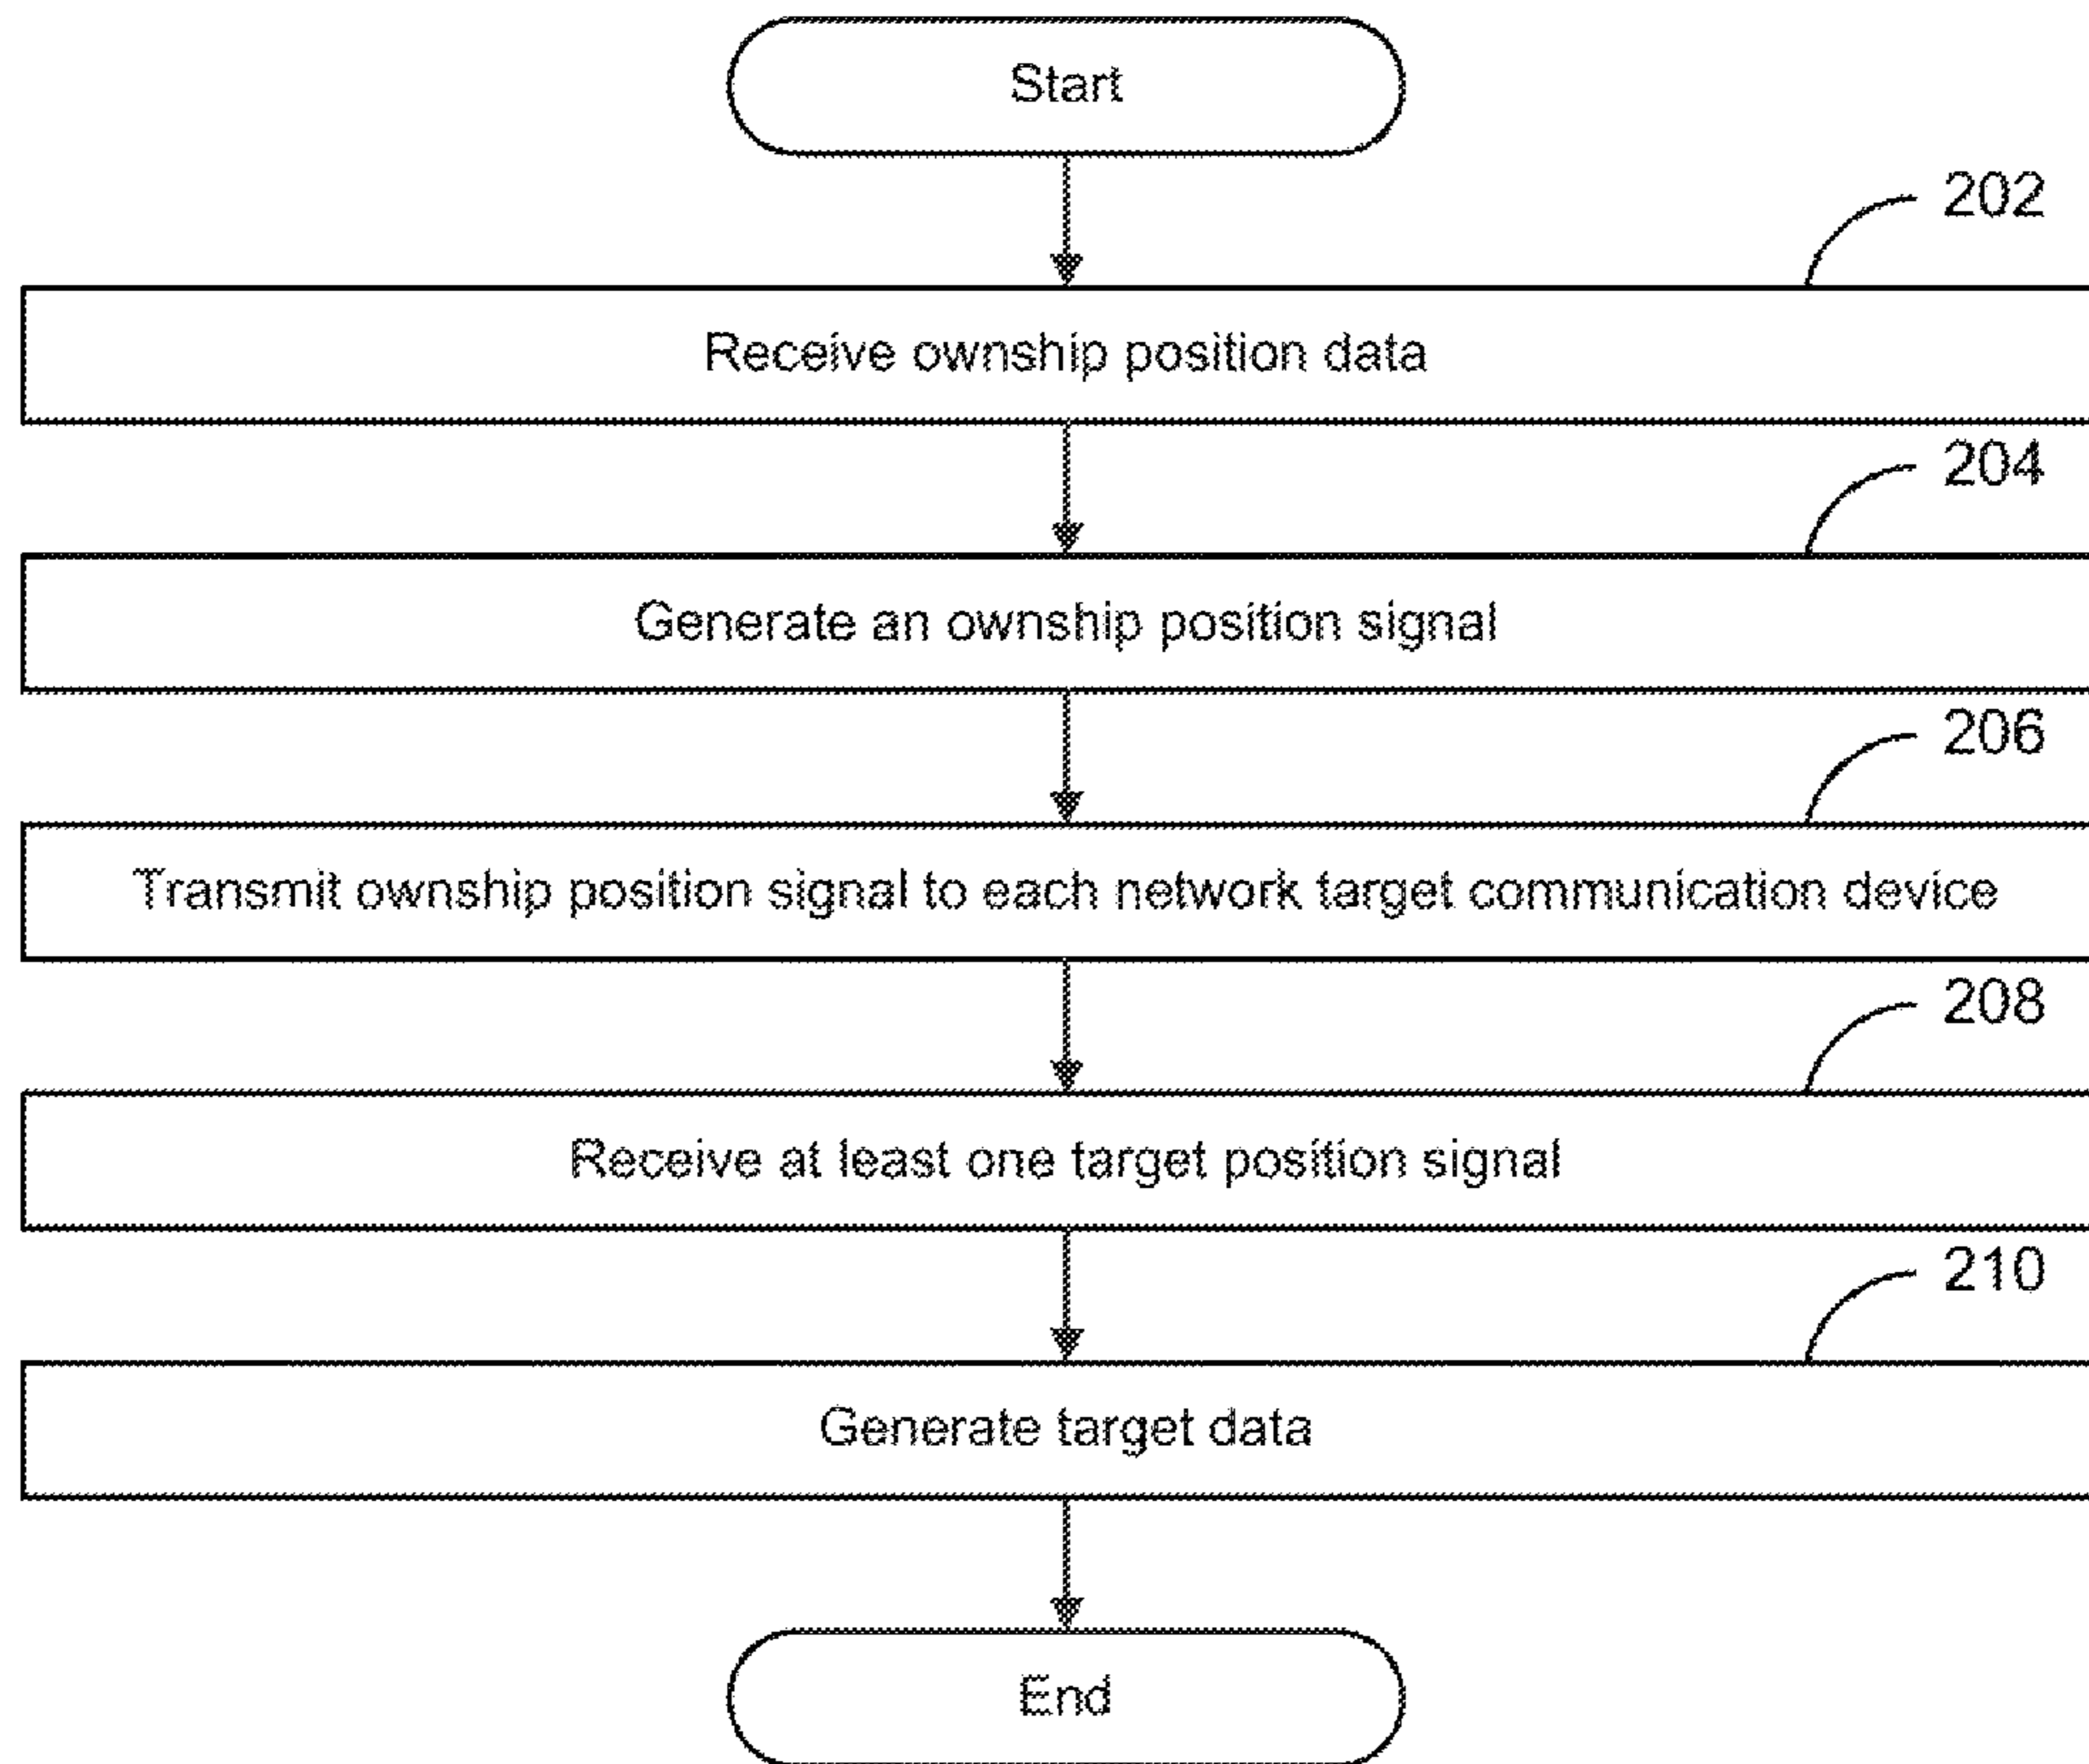 Start
202
Receive ownship position data
204
Generate an ownship position signal
206
Transmit ownship position signal to each network target communication device
208
Receive at least one target position signal
210
Generate target data
End